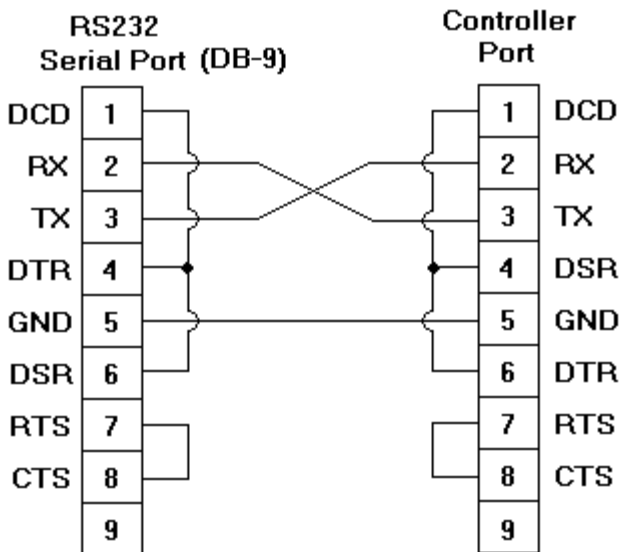 RS232
Serial Port (DB-9)
Controller
Port
DCD 1 1 DCD
RX 2 2 RX
TX 3 3 TX
DTR 4 4 DSR
GND 5 5 GND
DSR 6 6 DTR
RTS 7 7 RTS
CTS 8 8 CTS
9 9